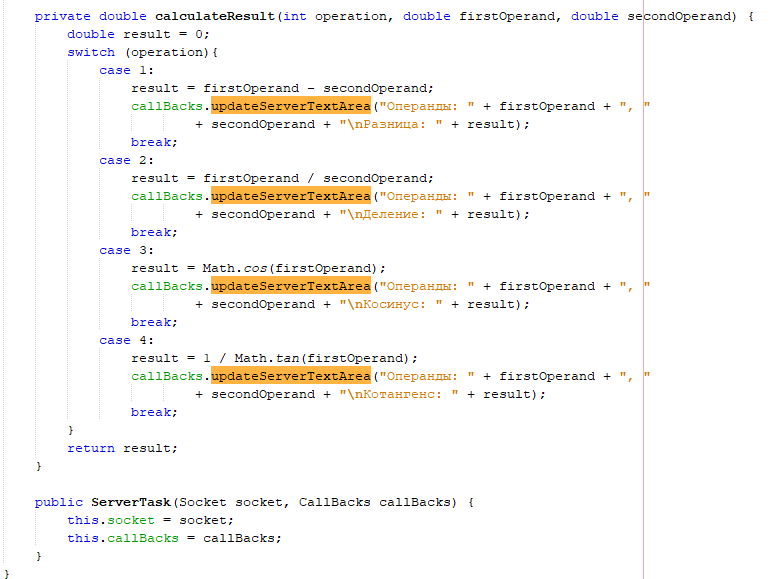 private double calculateResult(int operation, double firstOperand, double secondOperand) {
double result = 0;
switch (operation){
case 1:
result = firstOperand - secondOperand;
callBacks.updateServerTextArea("Операнды: " + firstOperand + ", "
+ secondOperand + "\nРазница: " + result);
break;
case 2:
result = firstOperand / secondOperand;
callBacks.updateServerTextArea("Операнды: " + firstOperand + ", "
+ secondOperand + "\nДеление: " + result);
break;
case 3:
result = Math.cos(firstOperand);
callBacks.updateServerTextArea("Операнды: " + firstOperand + ", "
+ secondOperand + "\nКосинус: " + result);
break;
case 4:
result = 1 / Math.tan(firstOperand);
callBacks.updateServerTextArea("Операнды: " + firstOperand + ", "
+ secondOperand + "\nКотангенс: " + result);
break;
}
return result;
}
public ServerTask(Socket socket, CallBacks callBacks) {
this.socket = socket;
this.callBacks = callBacks;
}
}